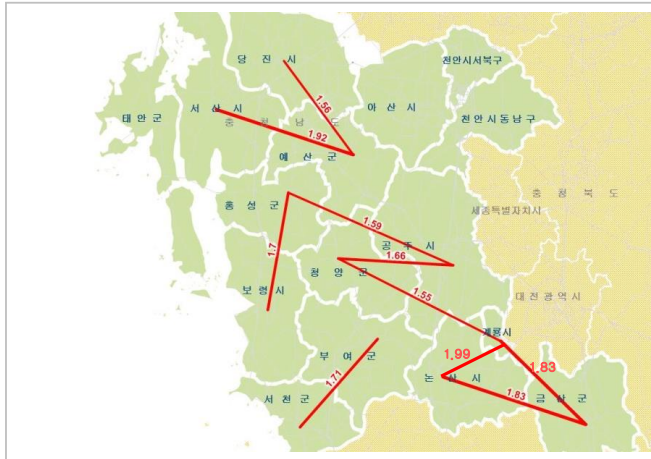 당 진 시
천안시서북구
1.56
아 산 시
태 안 군
서 산 시
충 청 남 도
천 안 시 동 남 구
1.92
예 산 군
충 청 북 도
홍 성 군
세종특별자치시
1.59
공 주 시
1.7
1.66
청 양 군
보 령 시
1.55
대 전 광 역 시
계룡시
부 여 군
1.99
1.83
논 산 시
1.71
1.83
금 산 군
서 천 군